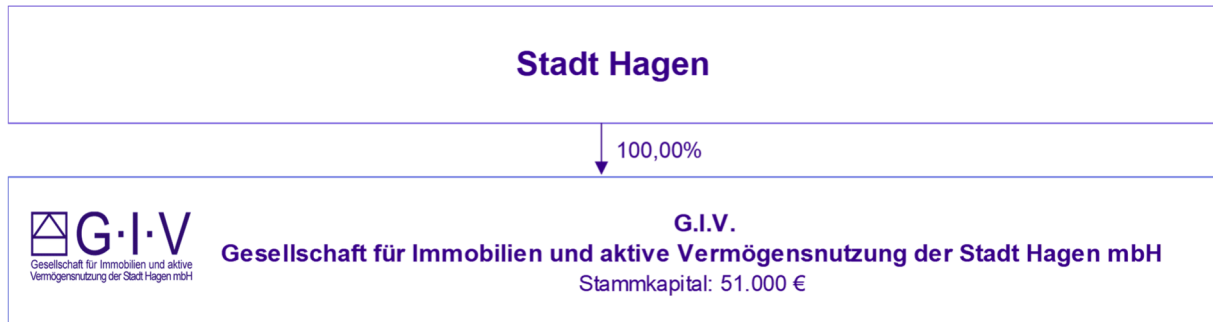 Stadt Hagen
100,00%
G·I·V
Gesellschaft für Immobilien und aktive
Vermögensnutzung der Stadt Hagen mbH
G.I.V.
Gesellschaft für Immobilien und aktive Vermögensnutzung der Stadt Hagen mbH
Stammkapital: 51.000 €